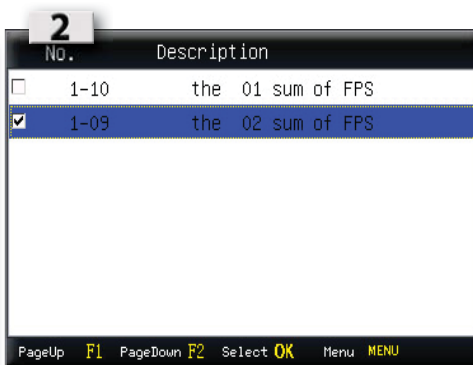 2
No. Description
1-10 the 01 sum of FPS
1-09 the 02 sum of FPS
PageUp F1 PageDown F2 Select OK Menu MENU